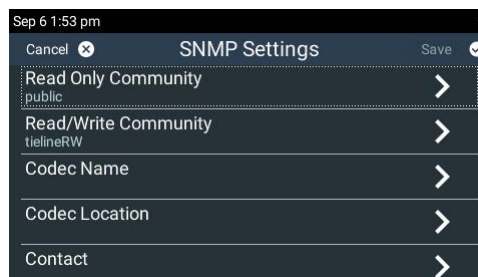 Sep 6 1:53 pm
Cancel SNMP Settings Save
Read Only Community
public
Read/Write Community
tielineRW
Codec Name
Codec Location
Contact